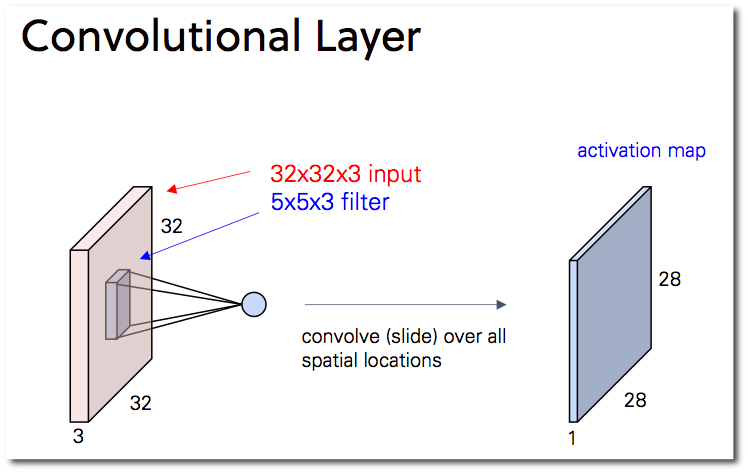 Convolutional Layer
activation map
32x32x3 input
5x5x3 filter
32
28
convolve (slide) over all
spatial locations
32
28
3
1